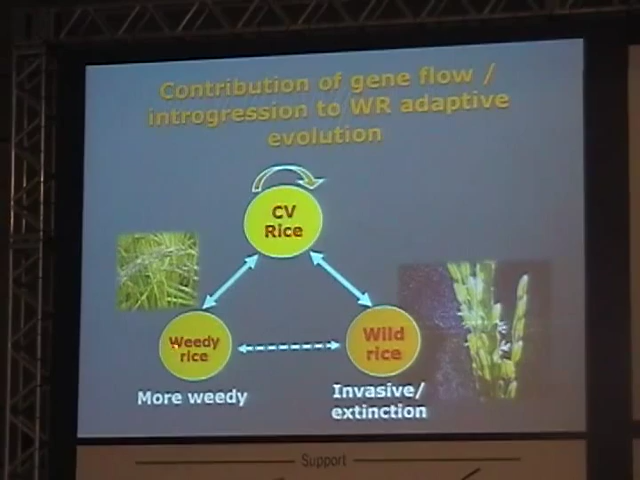 Contribution of gene flow /
introgression to WR adaptive
evolution
CV
Rice
Weedy
rice
Wild
rice
More weedy
Invasive/
extinction
Support